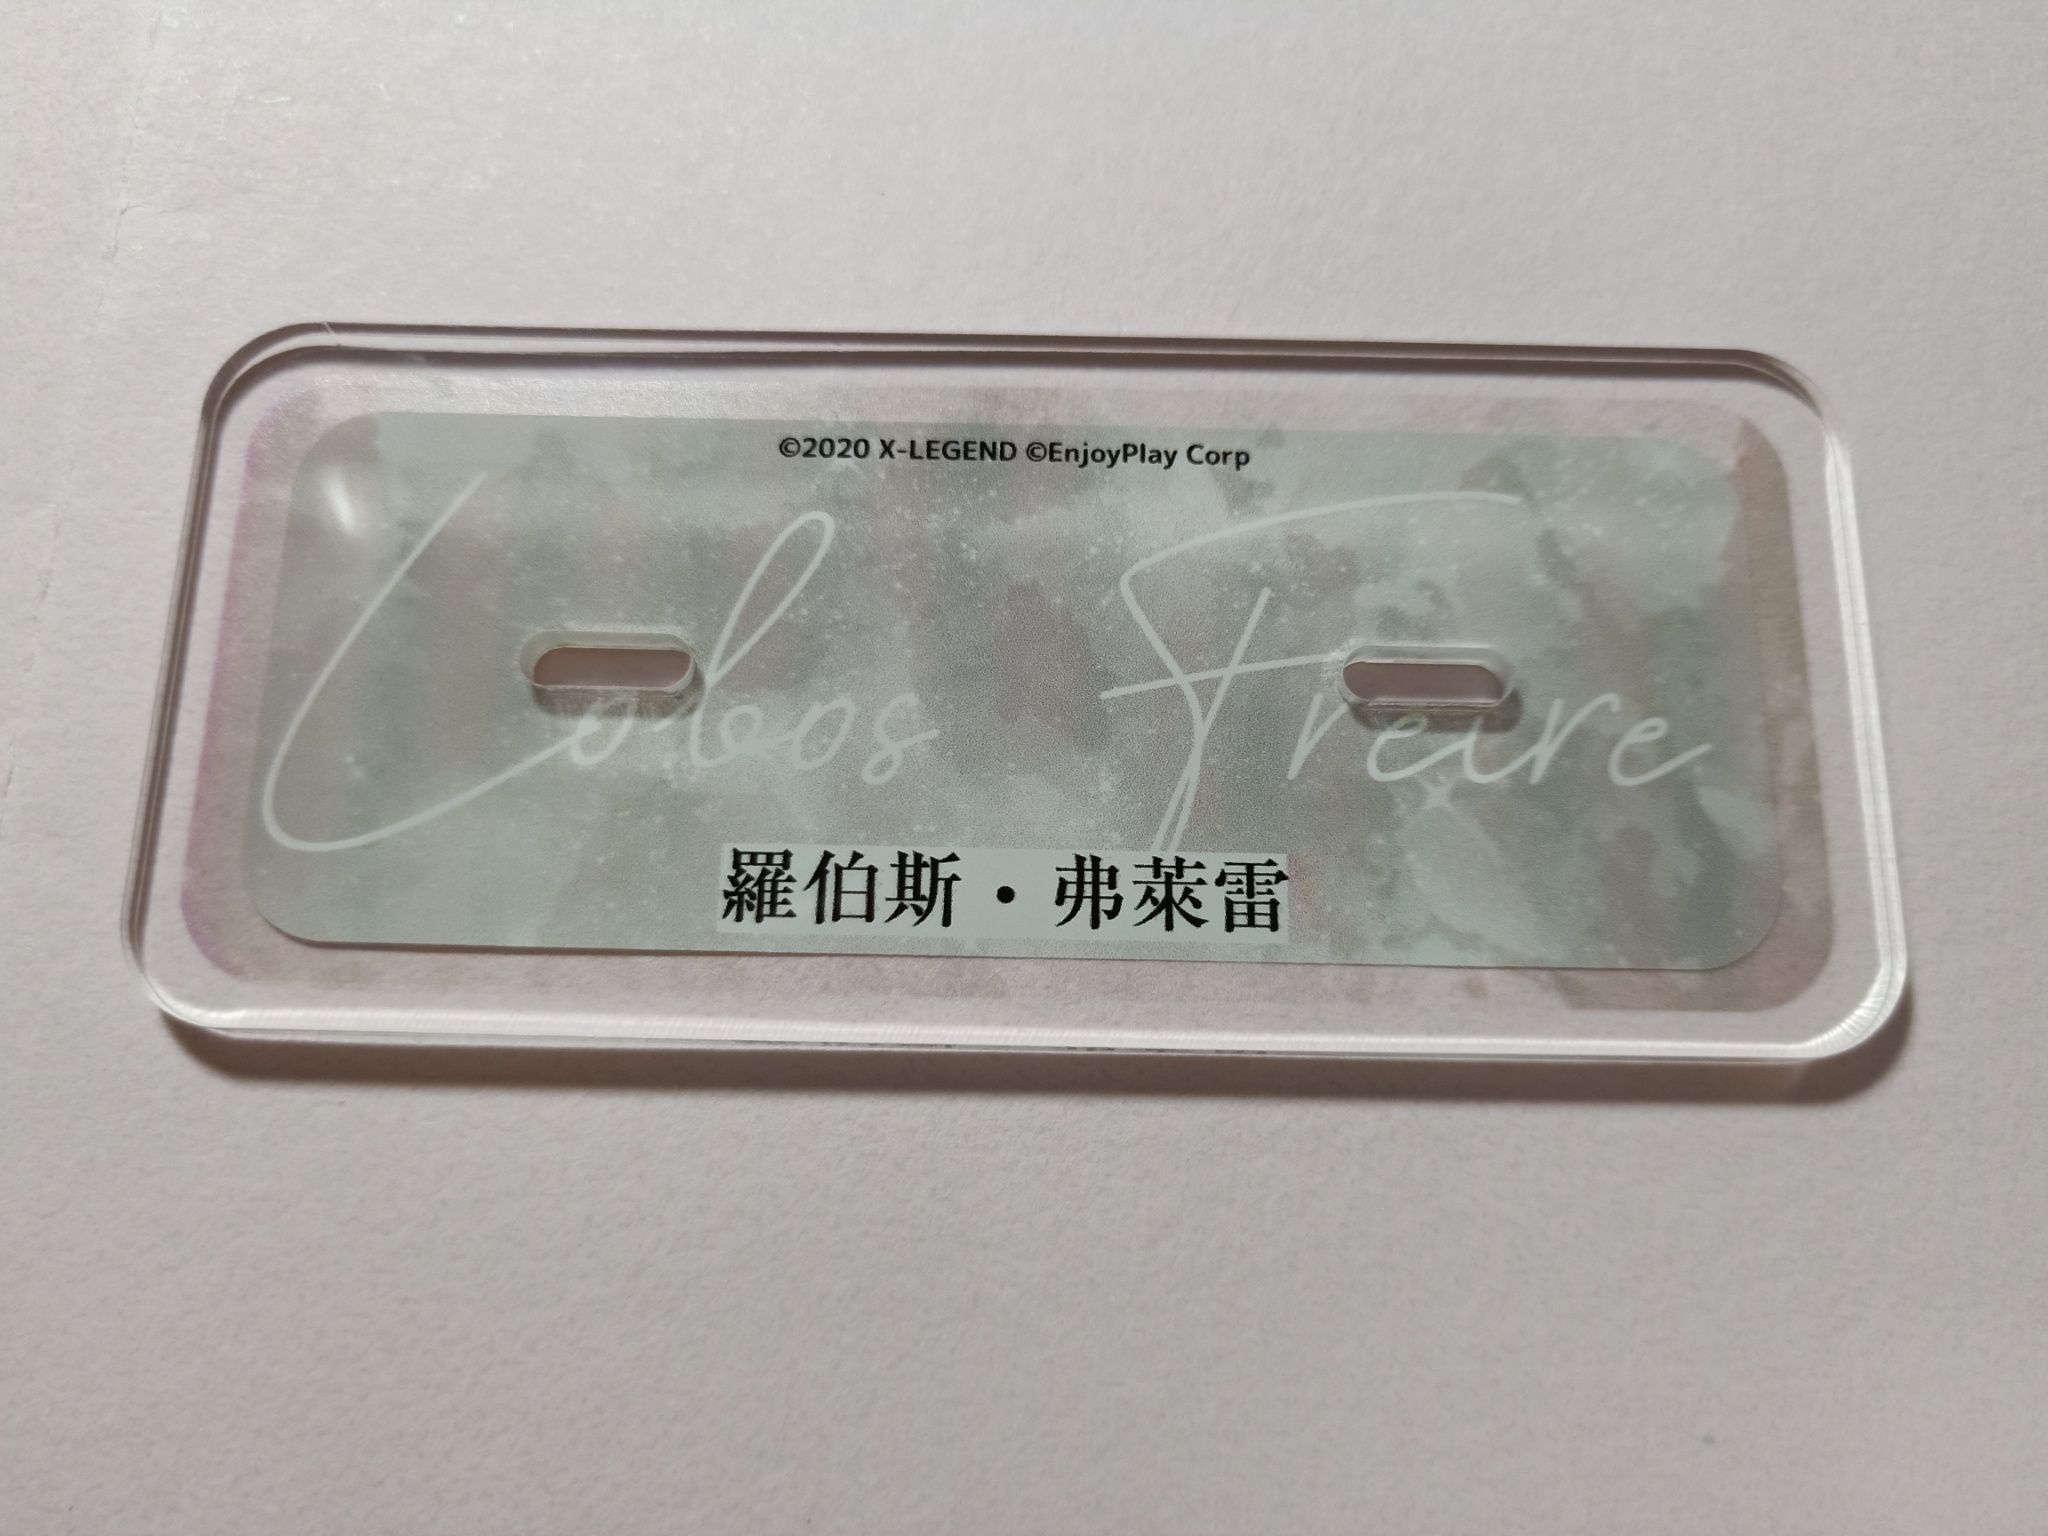 ©2020 X-LEGEND ©EnjoyPlay Corp
Lobos Freire
羅伯斯・弗萊雷